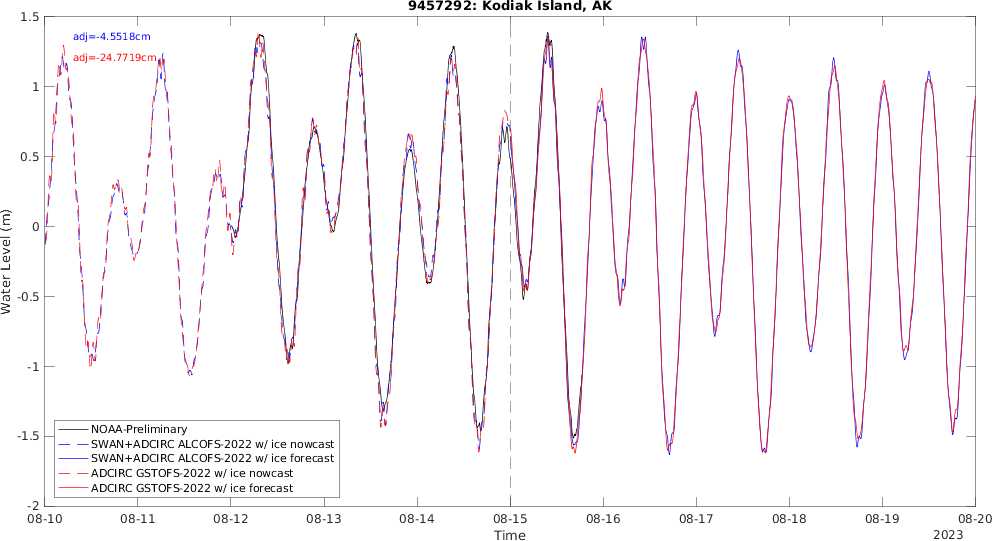 9457292: Kodiak Island, AK
adj=-4.5518cm
adj=-24.7719cm
1.5
1
0.5
0
-0.5
-1
-1.5
-2
Water Level (m)
NOAA-Preliminary
SWAN+ADCIRC ALCOFS-2022 w/ ice nowcast
SWAN+ADCIRC ALCOFS-2022 w/ ice forecast
ADCIRC GSTOFS-2022 w/ ice nowcast
ADCIRC GSTOFS-2022 w/ ice forecast
08-10 08-11 08-12 08-13 08-14 08-15 08-16 08-17 08-18 08-19 08-20
Time
2023